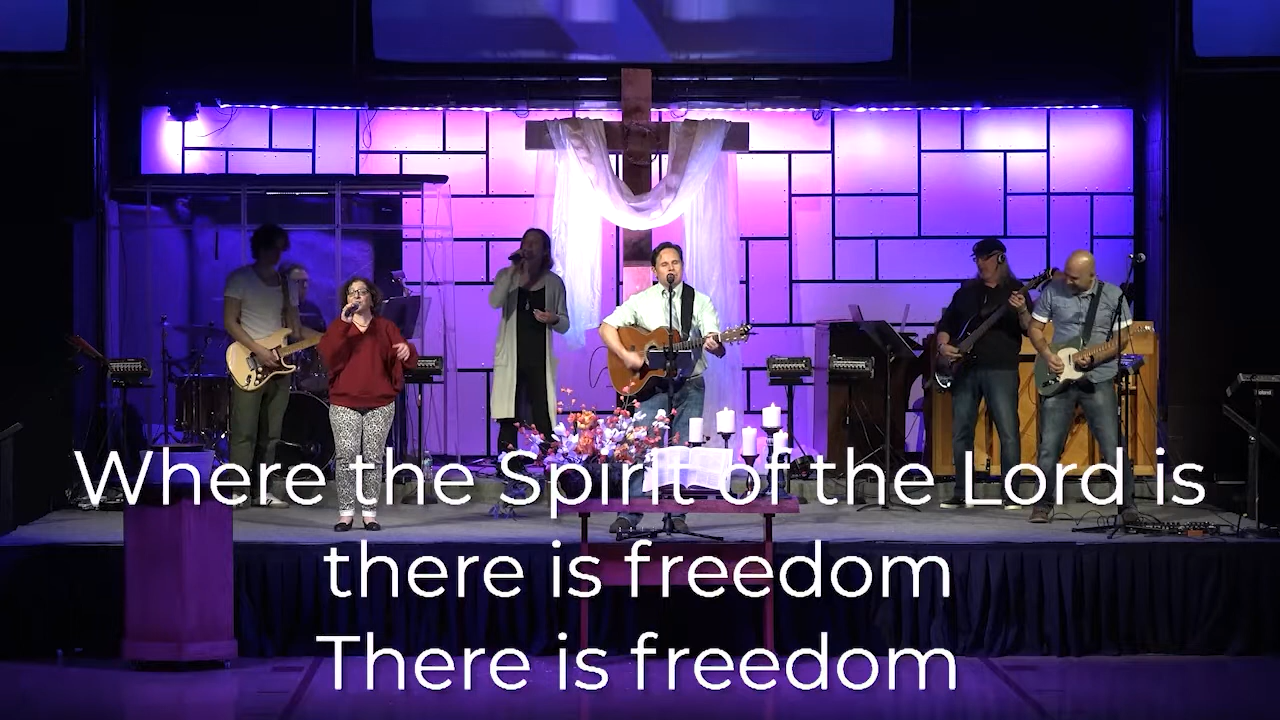 Where the Spirit of the Lord is
there is freedom
There is freedom